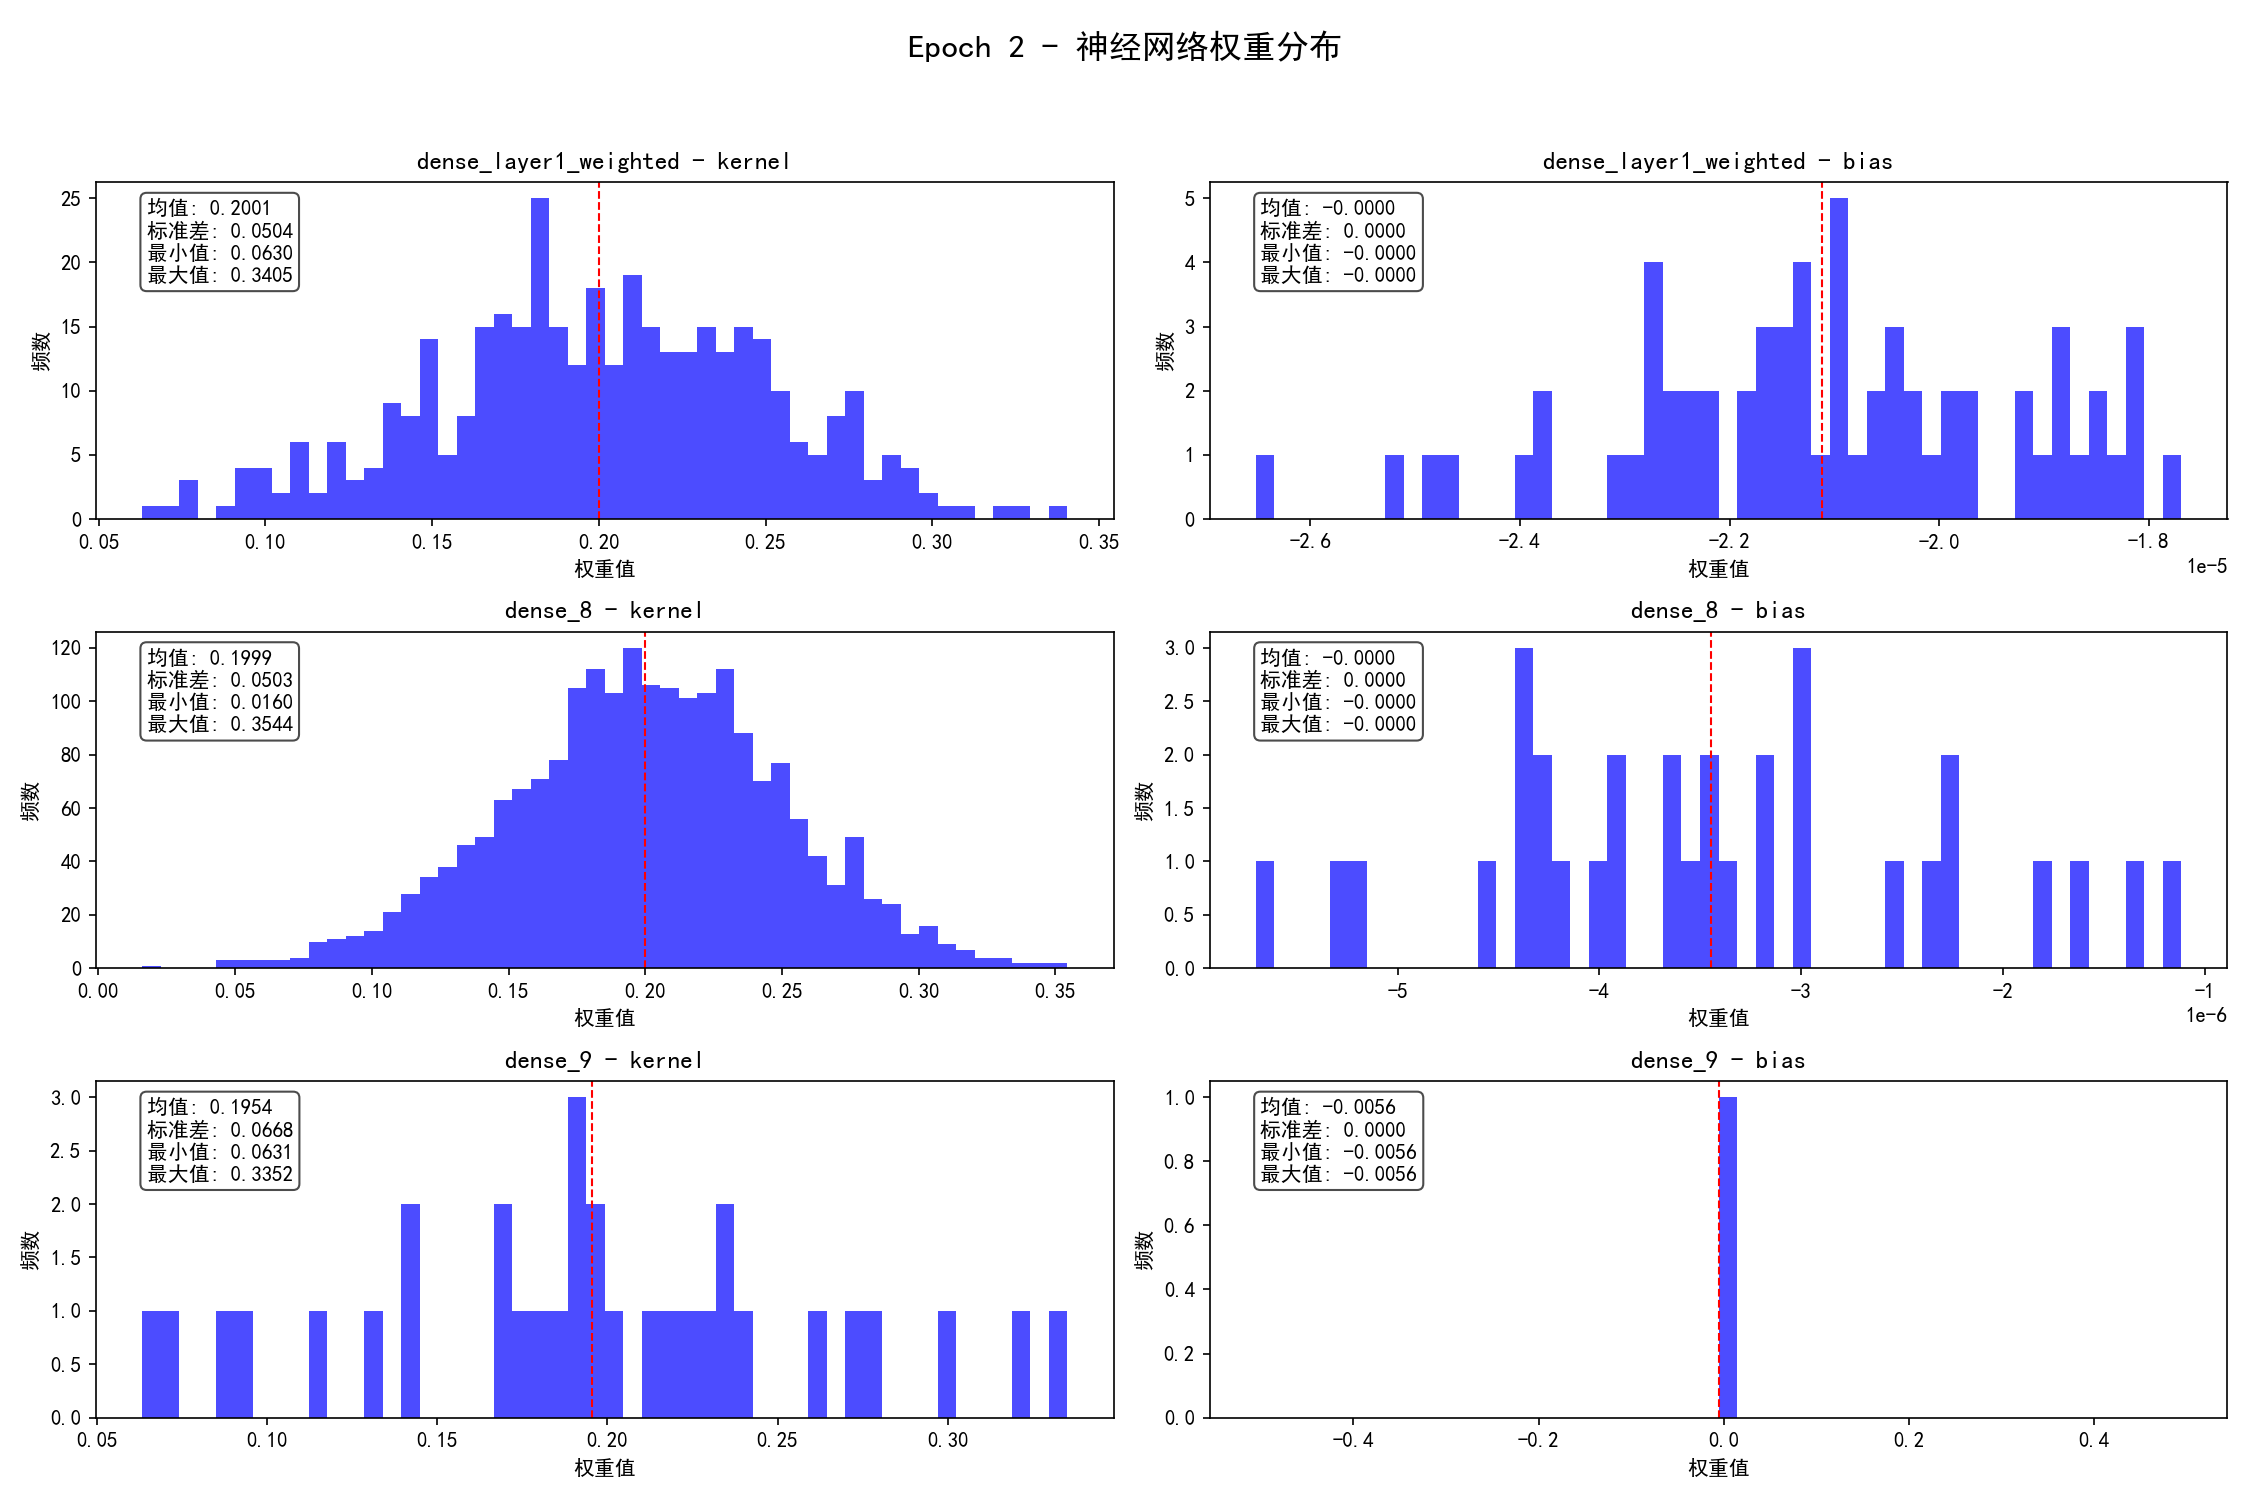 Epoch 2 - 神经网络权重分布
dense_layer1_weighted - kernel
均值: 0.2001
标准差: 0.0504
最小值: 0.0630
最大值: 0.3405
频数
25
20
15
10
5
0
0.05 0.10 0.15 0.20 0.25 0.30 0.35
权重值
dense_layer1_weighted - bias
均值: -0.0000
标准差: 0.0000
最小值: -0.0000
最大值: -0.0000
频数
5
4
3
2
1
0
-2.6 -2.4 -2.2 -2.0 -1.8
1e-5
权重值
dense_8 - kernel
均值: 0.1999
标准差: 0.0503
最小值: 0.0160
最大值: 0.3544
频数
120
100
80
60
40
20
0
0.00 0.05 0.10 0.15 0.20 0.25 0.30 0.35
权重值
dense_8 - bias
均值: -0.0000
标准差: 0.0000
最小值: -0.0000
最大值: -0.0000
频数
3.0
2.5
2.0
1.5
1.0
0.5
0.0
-5 -4 -3 -2 -1
1e-6
权重值
dense_9 - kernel
均值: 0.1954
标准差: 0.0668
最小值: 0.0631
最大值: 0.3352
频数
3.0
2.5
2.0
1.5
1.0
0.5
0.0
0.05 0.10 0.15 0.20 0.25 0.30
权重值
dense_9 - bias
均值: -0.0056
标准差: 0.0000
最小值: -0.0056
最大值: -0.0056
频数
1.0
0.8
0.6
0.4
0.2
0.0
-0.4 -0.2 0.0 0.2 0.4
权重值